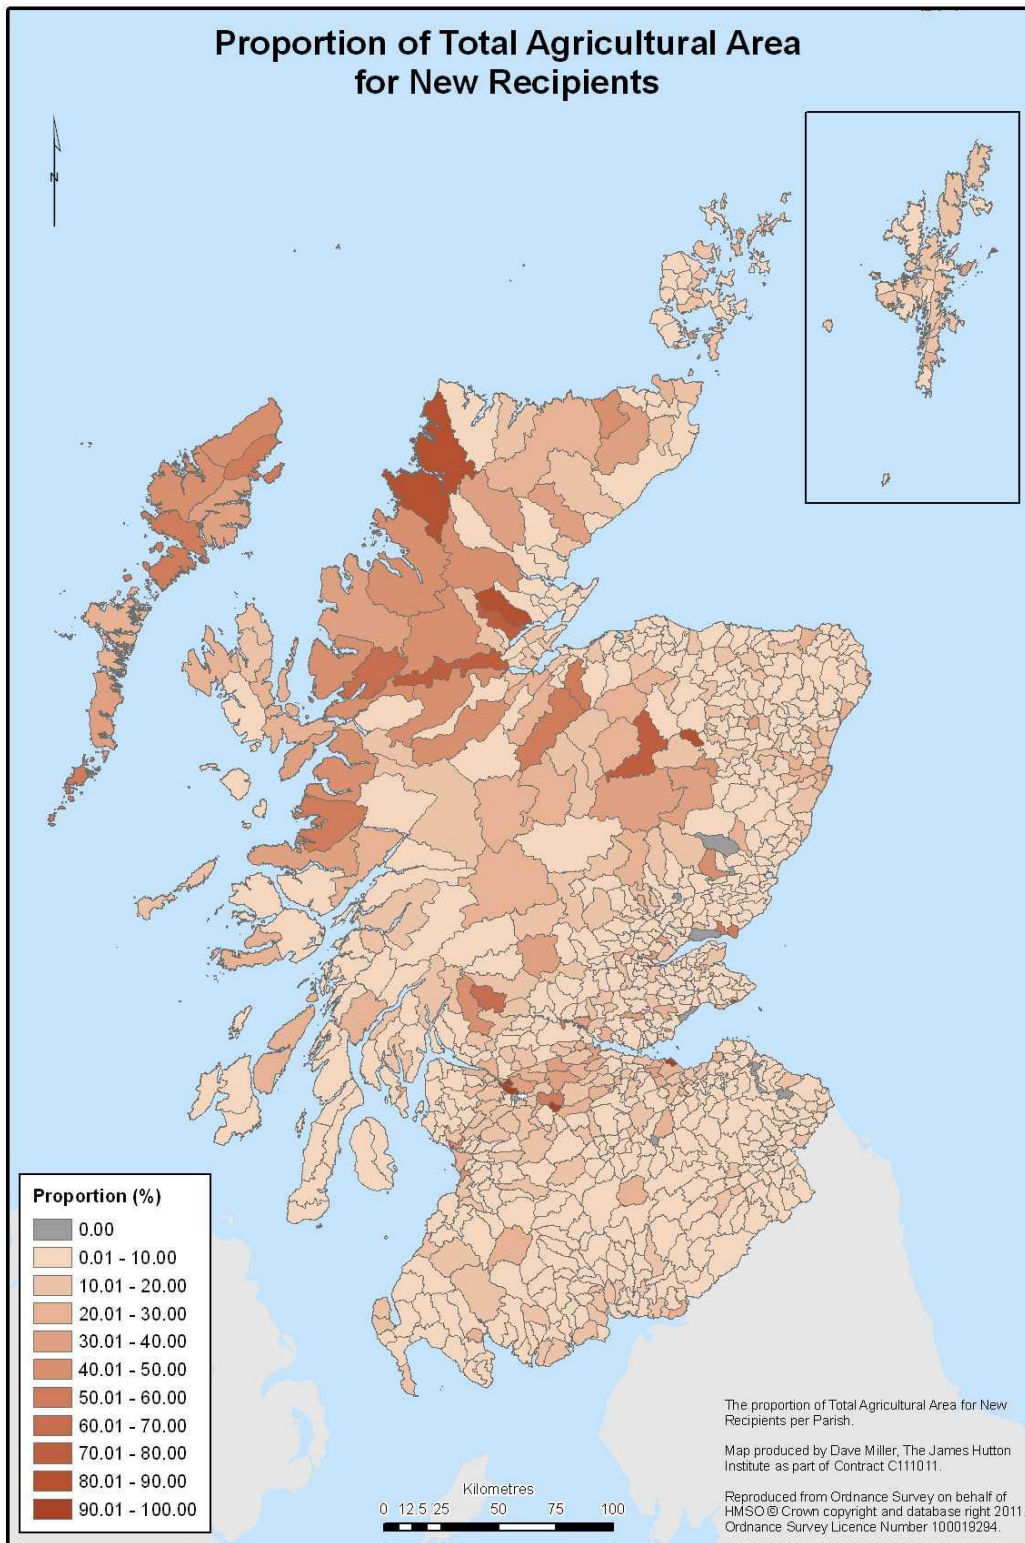 Proportion of Total Agricultural Area
for New Recipients
N
Proportion (%)
0.00
0.01 - 10.00
10.01 - 20.00
20.01 - 30.00
30.01 - 40.00
40.01 - 50.00
50.01 - 60.00
60.01 - 70.00
70.01 - 80.00
80.01 - 90.00
90.01 - 100.00
Kilometres
0 12.5 25 50 75 100
The proportion of Total Agricultural Area for New
Recipients per Parish.
Map produced by Dave Miller, The James Hutton
Institute as part of Contract C111011.
Reproduced from Ordnance Survey on behalf of
HMSO © Crown copyright and database right 2011.
Ordnance Survey Licence Number 100019294.